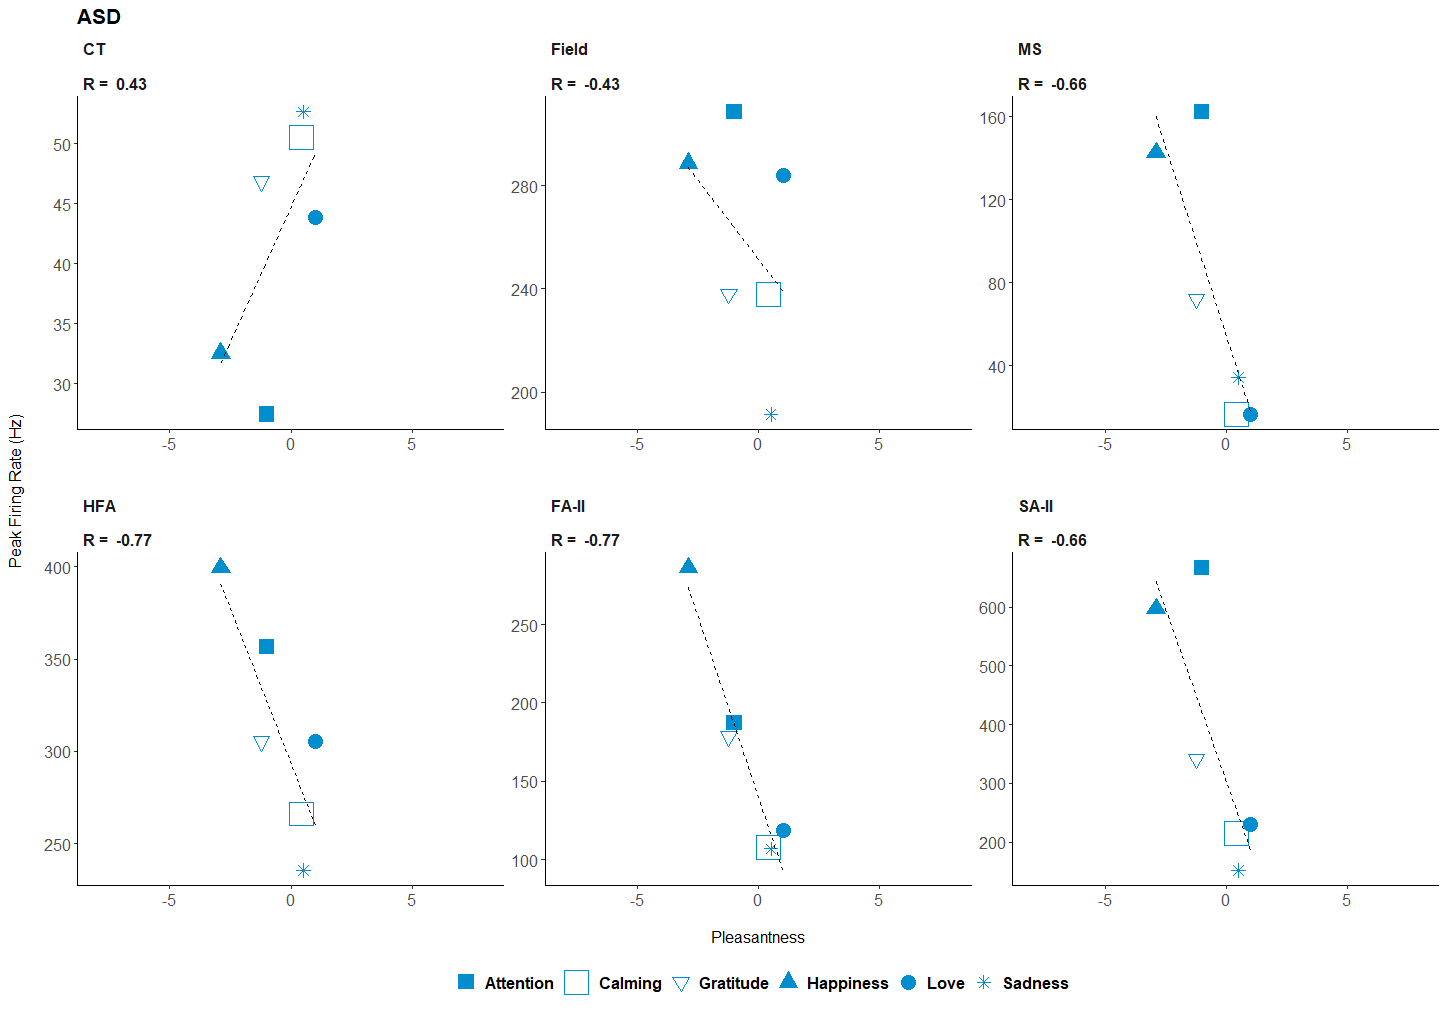 ASD
CT
R = 0.43
50
45
40
35
30
-5 0 5
Field
R = -0.43
280
240
200
-5 0 5
MS
R = -0.66
160
120
80
40
-5 0 5
Peak Firing Rate (Hz)
HFA
R = -0.77
400
350
300
250
-5 0 5
FA-II
R = -0.77
250
200
150
100
-5 0 5
SA-II
R = -0.66
600
500
400
300
200
-5 0 5
Pleasantness
Attention Calming Gratitude Happiness Love Sadness